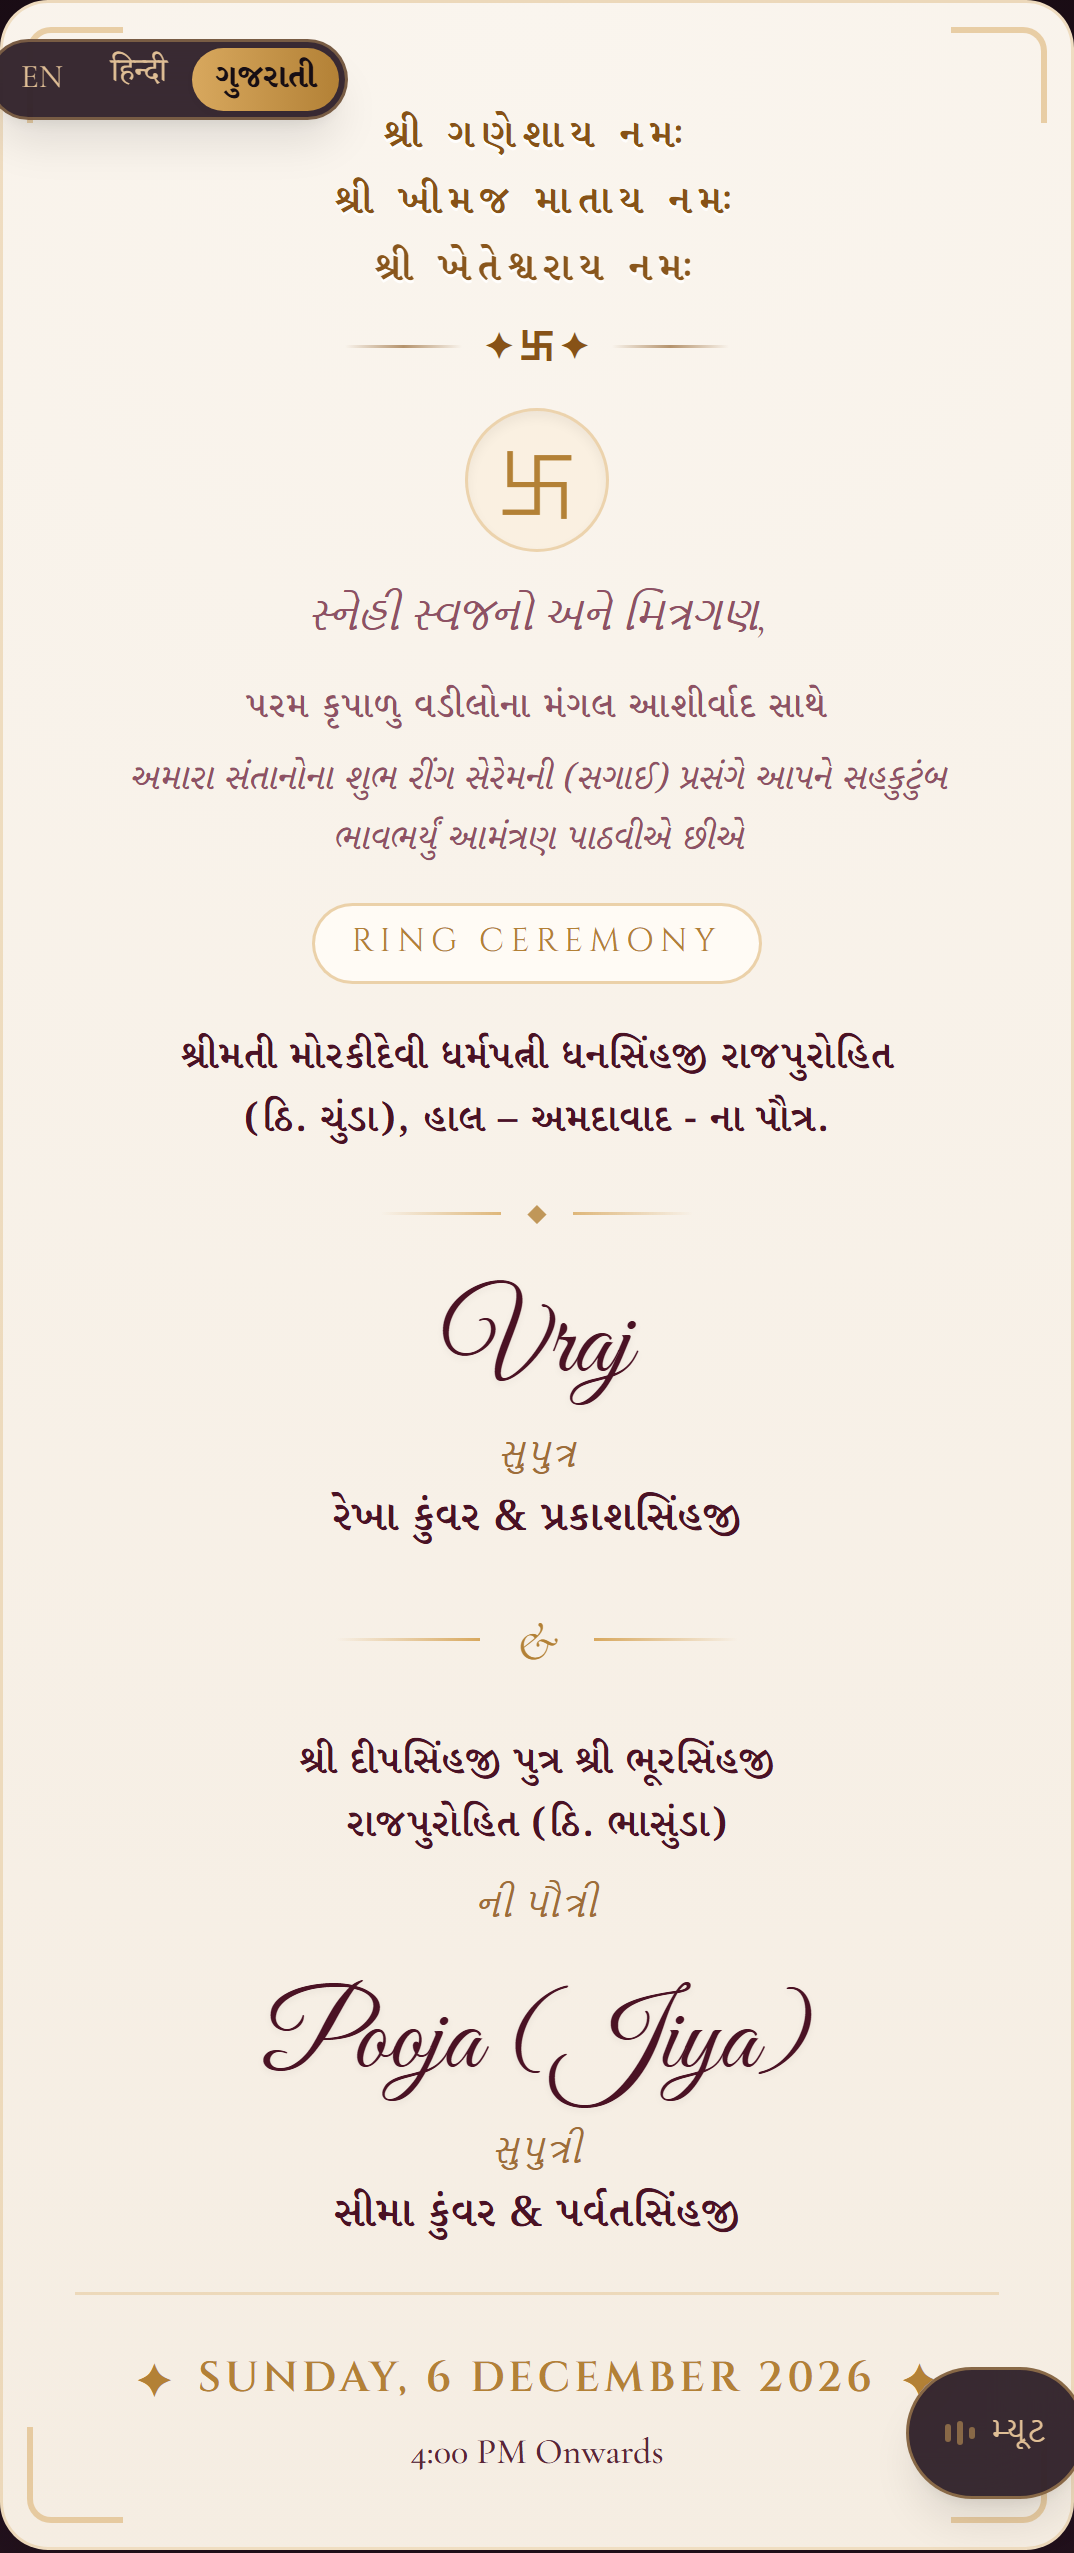 EN हिन्दी ગુજરાતી
શ્રી ગણેશાય નમઃ
શ્રી ખીમજ માતાય નમઃ
શ્રી ખેતેશ્વરાય નમઃ
✦卐✦
卐
સ્નેહી સ્વજનો અને મિત્રગણ,
પરમ કૃપાળુ વડીલોના મંગલ આશીર્વાદ સાથે
અમારા સંતાનોના શુભ રીંગ સેરેમની (સગાઈ) પ્રસંગે આપને સહકુટુંબ
ભાવભર્યું આમંત્રણ પાઠવીએ છીએ
RING CEREMONY
શ્રીમતી મોરકીદેવી ધર્મપત્ની ધનસિંહજી રાજપુરોહિત
(ઠિ. ચુંડા), હાલ – અમદાવાદ - ના પૌત્ર.
Vraj
સુપુત્ર
રેખા કુંવર & પ્રકાશસિંહજી
&
શ્રી દીપસિંહજી પુત્ર શ્રી ભૂરસિંહજી
રાજપુરોહિત (ઠિ. ભાસુંડા)
ની પૌત્રી
Pooja (Jiya)
સુપુત્રી
સીમા કુંવર & પર્વતસિંહજી
✦ SUNDAY, 6 DECEMBER 2026 ✦
4:00 PM Onwards
મ્યૂટ